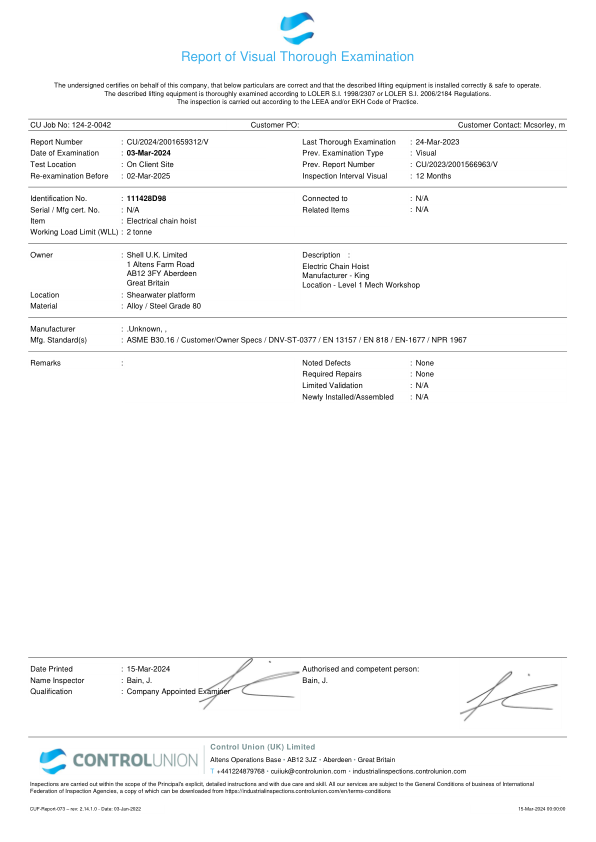 Report of Visual Thorough Examination
The undersigned certifies on behalf of this company, that below particulars are correct and that the described lifting equipment is installed correctly & safe to operate.
The described lifting equipment is thoroughly examined according to LOLER S.I. 1998/2307 or LOLER S.I. 2006/2184 Regulations.
The inspection is carried out according to the LEEA and/or EKH Code of Practice.
CU Job No: 124-2-0042 Customer PO: Customer Contact: Mcsorley, m
Report Number : CU/2024/2001659312/V Last Thorough Examination : 24-Mar-2023
Date of Examination : 03-Mar-2024 Prev. Examination Type : Visual
Test Location : On Client Site Prev. Report Number : CU/2023/2001566963/V
Re-examination Before : 02-Mar-2025 Inspection Interval Visual : 12 Months
Identification No. : 111428D98 Connected to : N/A
Serial / Mfg cert. No. : N/A Related Items : N/A
Item : Electrical chain hoist
Working Load Limit (WLL) : 2 tonne
Owner : Shell U.K. Limited Description :
1 Altens Farm Road Electric Chain Hoist
AB12 3FY Aberdeen Manufacturer - King
Great Britain Location - Level 1 Mech Workshop
Location : Shearwater platform
Material : Alloy / Steel Grade 80
Manufacturer : .Unknown, ,
Mfg. Standard(s) : ASME B30.16 / Customer/Owner Specs / DNV-ST-0377 / EN 13157 / EN 818 / EN-1677 / NPR 1967
Remarks : Noted Defects : None
Required Repairs : None
Limited Validation : N/A
Newly Installed/Assembled : N/A
Date Printed : 15-Mar-2024 Authorised and competent person:
Name Inspector : Bain, J. Bain, J.
Qualification : Company Appointed Examiner
CONTROLUNION
Control Union (UK) Limited
Altens Operations Base · AB12 3JZ · Aberdeen · Great Britain
T +441224879768 · cuiiuk@controlunion.com · industrialinspections.controlunion.com
Inspections are carried out within the scope of the Principal's explicit, detailed instructions and with due care and skill. All our services are subject to the General Conditions of business of International
Federation of Inspection Agencies, a copy of which can be downloaded from https://industrialinspections.controlunion.com/en/terms-conditions
CUF-Report-073 – rev: 2.14.1.0 - Date: 03-Jun-2022 15-Mar-2024 00:00:00